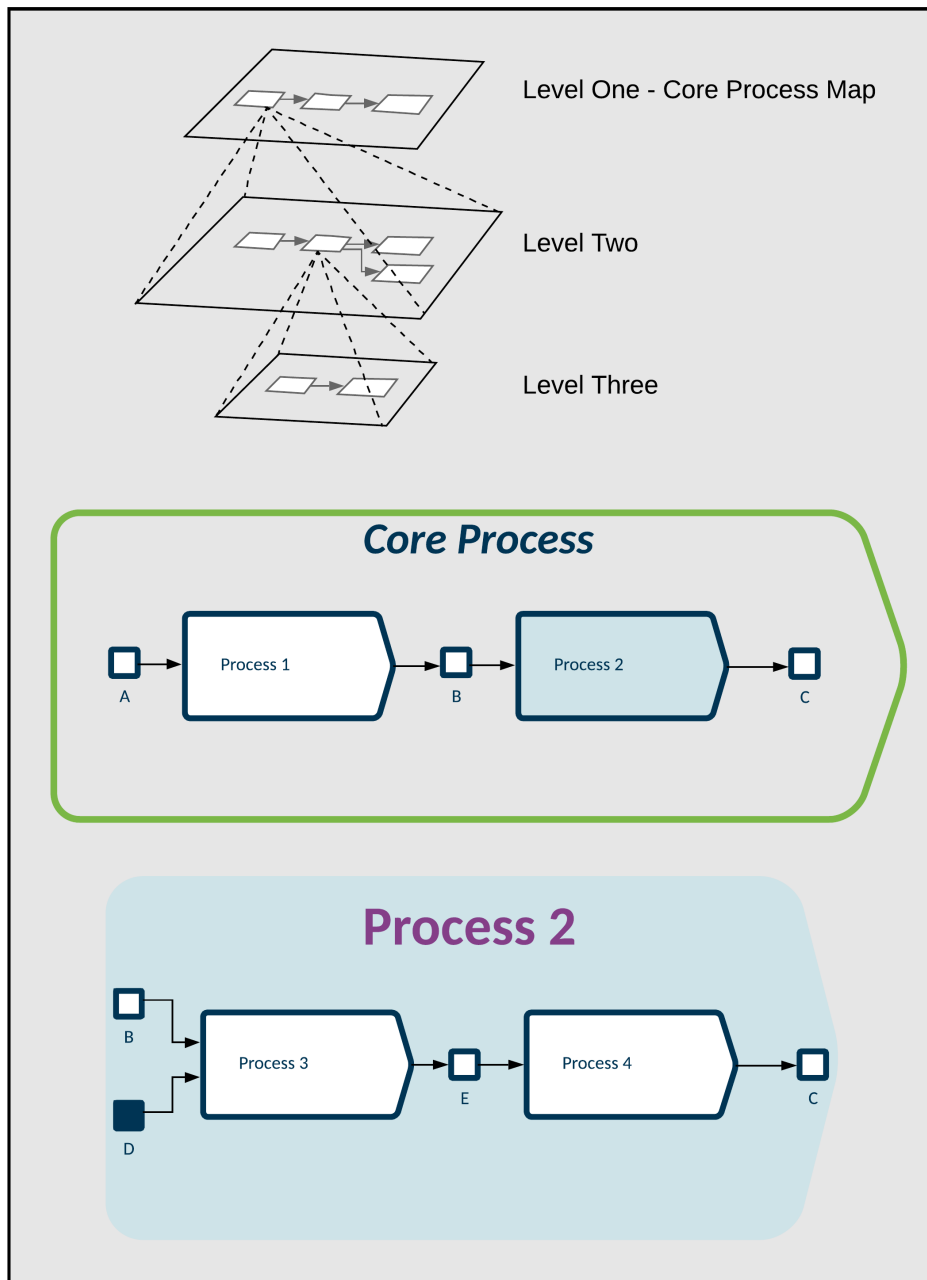 Level One - Core Process Map
Level Two
Level Three
Core Process
Process 1
Process 2
A
B
C
Process 2
B
Process 3
Process 4
E
C
D